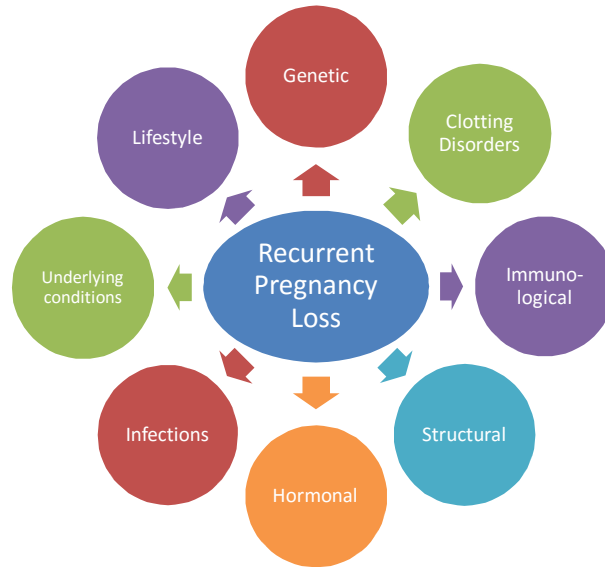 Genetic
Clotting
Disorders
Lifestyle
Recurrent
Pregnancy
Loss
Underlying
conditions
Immuno-
logical
Infections
Structural
Hormonal